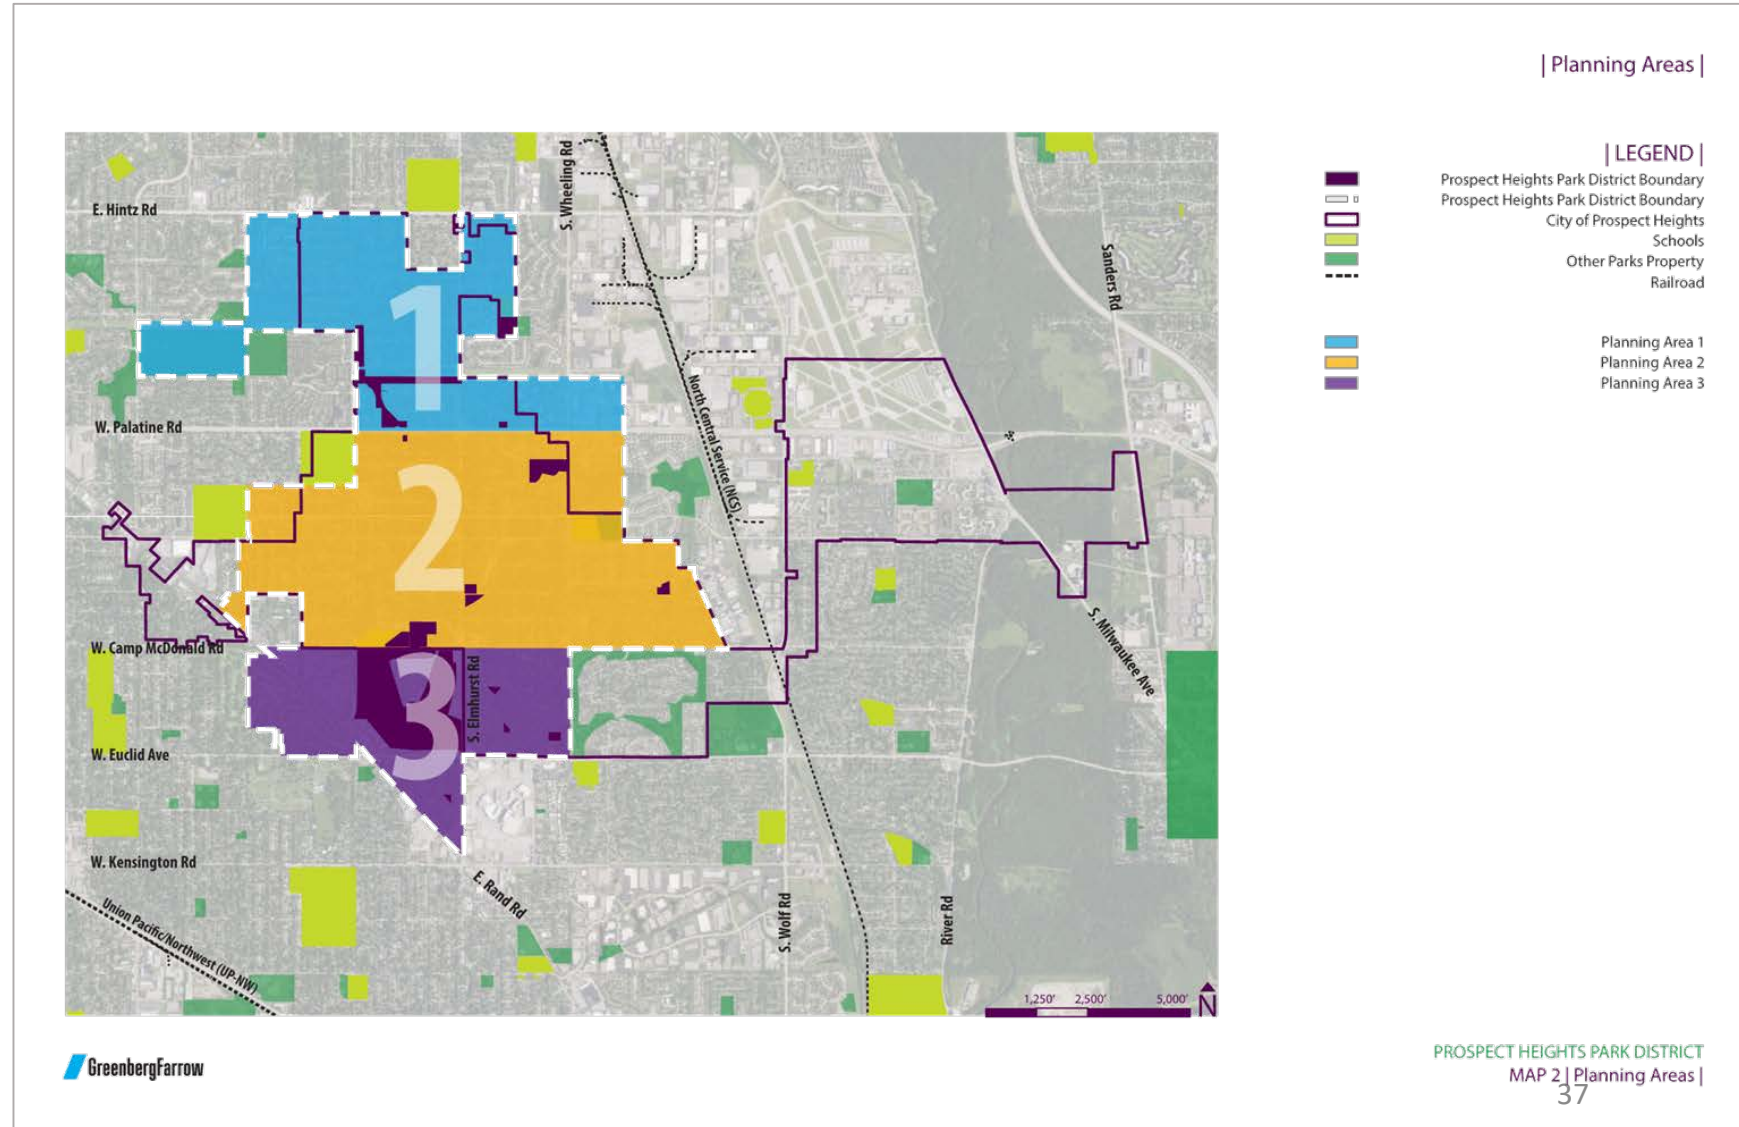 | Planning Areas |
| LEGEND |
Prospect Heights Park District Boundary
Prospect Heights Park District Boundary
City of Prospect Heights
Schools
Other Parks Property
Railroad
Planning Area 1
Planning Area 2
Planning Area 3
E. Hintz Rd
S. Wheeling Rd
Sanders Rd
1
North Central Service (NCS)
W. Palatine Rd
2
W. Camp McDonald Rd
S. Milwaukee Ave
3
S. Elmhurst Rd
W. Euclid Ave
W. Kensington Rd
E. Rand Rd
S. Wolf Rd
River Rd
Union Pacific/Northwest (UP-NW)
1,250' 2,500' 5,000' N
GreenbergFarrow
PROSPECT HEIGHTS PARK DISTRICT
MAP 2 | Planning Areas |
37